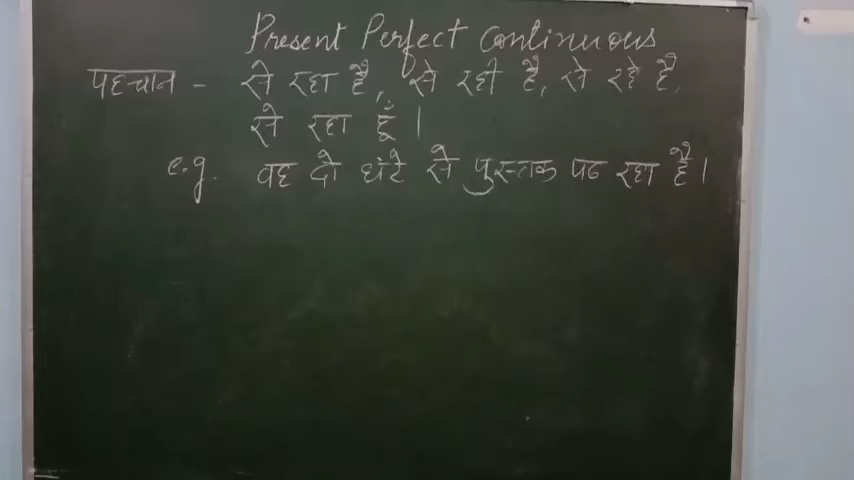 Present Perfect Continuous
पहचान - से रहा है, से रही है, से रहे है,
से रहा हूँ।
e.g. वह दो घंटे से पुस्तक पढ रहा है।